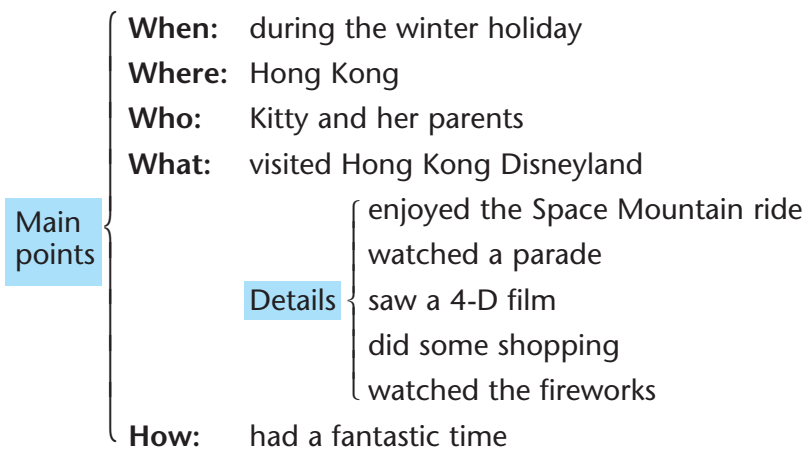 When: during the winter holiday
Where: Hong Kong
Who: Kitty and her parents
What: visited Hong Kong Disneyland
Main
points
Details
enjoyed the Space Mountain ride
watched a parade
saw a 4-D film
did some shopping
watched the fireworks
How: had a fantastic time